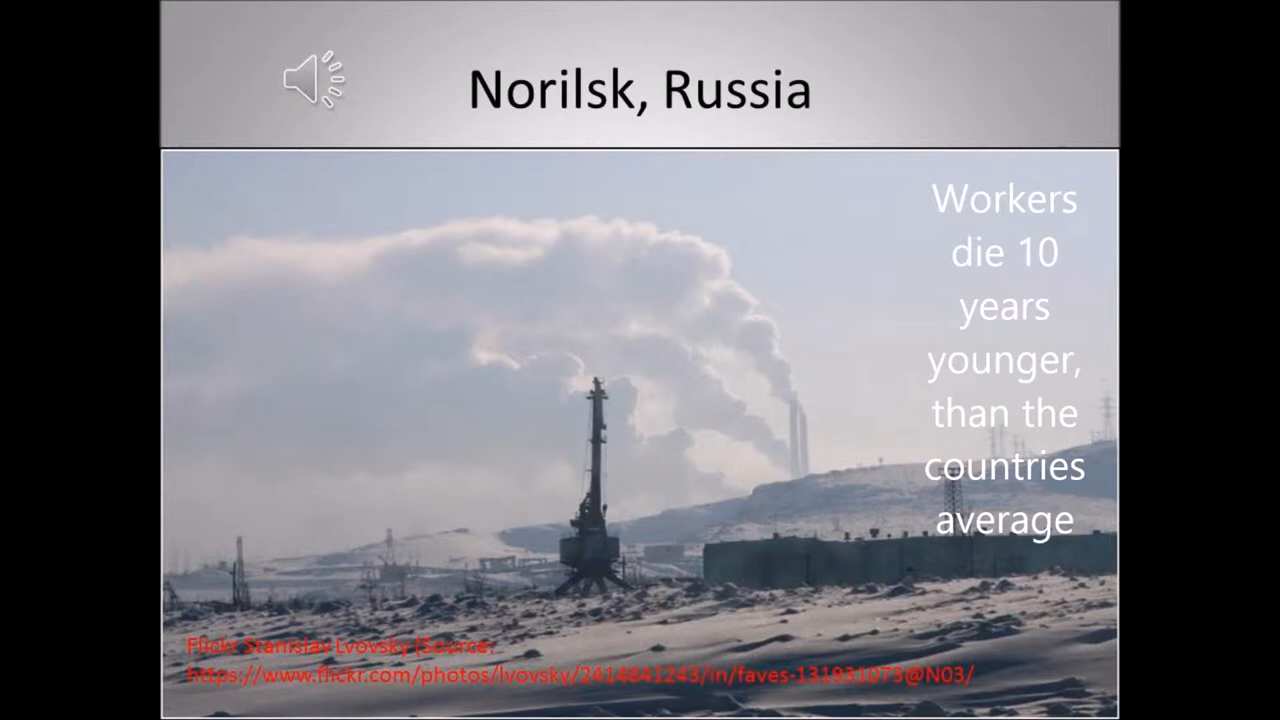 Norilsk, Russia
Workers
die 10
years
younger,
than the
countries
average
Flickr Stanislav Lvovsky (Source:
https://www.flickr.com/photos/lvovsky/2414841243/in/faves-131931073@N03/